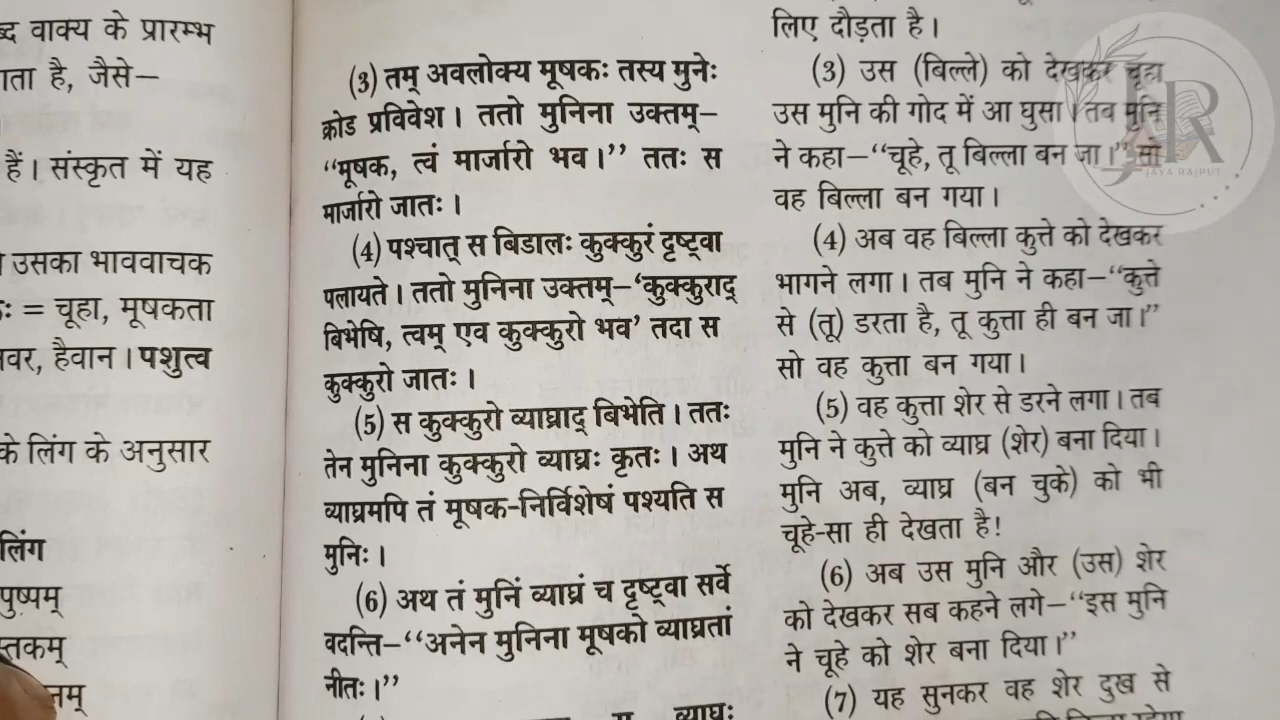 वाक्य के प्रारम्भ
है, जैसे—
हैं। संस्कृत में यह
उसका भाववाचक
= चूहा, मूषकता
हैवान। पशुत्व
के लिंग के अनुसार
लिंग
पुष्पम्
(3) तम् अवलोक्य मूषकः तस्य मुनेः
क्रोड प्रविवेश। ततो मुनिना उक्तम्–
“मूषक, त्वं मार्जारो भव।” ततः स
मार्जारो जातः।
(4) पश्चात् स बिडालः कुक्कुरं दृष्ट्वा
पलायते। ततो मुनिना उक्तम्–‘कुक्कुराद्
बिभेषि, त्वम् एव कुक्कुरो भव’ तदा स
कुक्कुरो जातः।
(5) स कुक्कुरो व्याघ्राद् बिभेति। ततः
तेन मुनिना कुक्कुरो व्याघ्रः कृतः। अथ
व्याघ्रमपि तं मूषक-निर्विशेषं पश्यति स
मुनिः।
(6) अथ तं मुनिं व्याघ्रं च दृष्ट्वा सर्वे
वदन्ति–“अनेन मुनिना मूषको व्याघ्रतां
नीतः।”
व्याघ्रः
लिए दौड़ता है।
(3) उस (बिल्ले) को देखकर चूहा
उस मुनि की गोद में आ घुसा। तब मुनि
ने कहा–“चूहे, तू बिल्ला बन जा।” सो
वह बिल्ला बन गया।
(4) अब वह बिल्ला कुत्ते को देखकर
भागने लगा। तब मुनि ने कहा–“कुत्ते
से (तू) डरता है, तू कुत्ता ही बन जा।”
सो वह कुत्ता बन गया।
(5) वह कुत्ता शेर से डरने लगा। तब
मुनि ने कुत्ते को व्याघ्र (शेर) बना दिया।
मुनि अब, व्याघ्र (बन चुके) को भी
चूहे-सा ही देखता है!
(6) अब उस मुनि और (उस) शेर
को देखकर सब कहने लगे–“इस मुनि
ने चूहे को शेर बना दिया।”
(7) यह सुनकर वह शेर दुख से
JR
JAYA RAJPUT